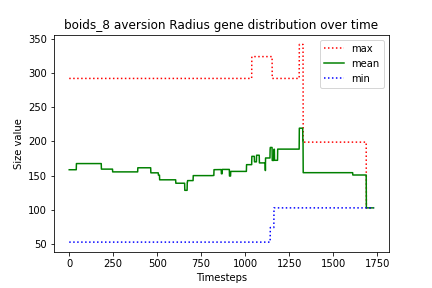 boids_8 aversion Radius gene distribution over time
350
300
250
200
150
100
50
Size value
max
mean
min
0 250 500 750 1000 1250 1500 1750
Timesteps